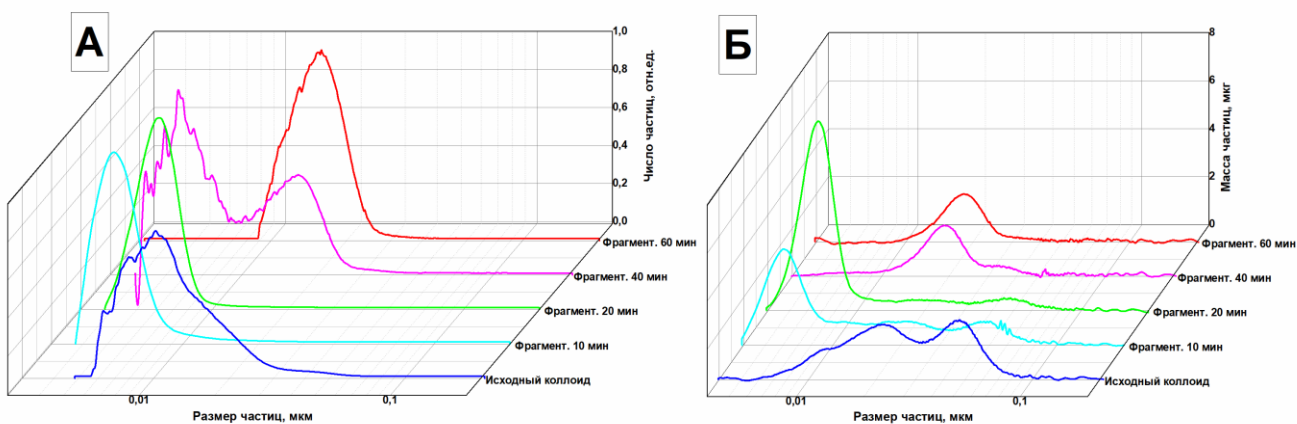 А
1,0
0,8
0,6
0,4
0,2
0,0
Число частиц, отн.ед.
Фрагмент. 60 мин
Фрагмент. 40 мин
Фрагмент. 20 мин
Фрагмент. 10 мин
Исходный коллоид
0,01
0,1
Размер частиц, мкм
Б
8
6
4
2
0
Масса частиц, мкг
Фрагмент. 60 мин
Фрагмент. 40 мин
Фрагмент. 20 мин
Фрагмент. 10 мин
Исходный коллоид
0,01
0,1
Размер частиц, мкм